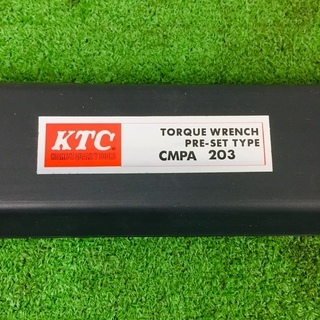 KTC
TORQUE WRENCH
PRE-SET TYPE
CMPA 203